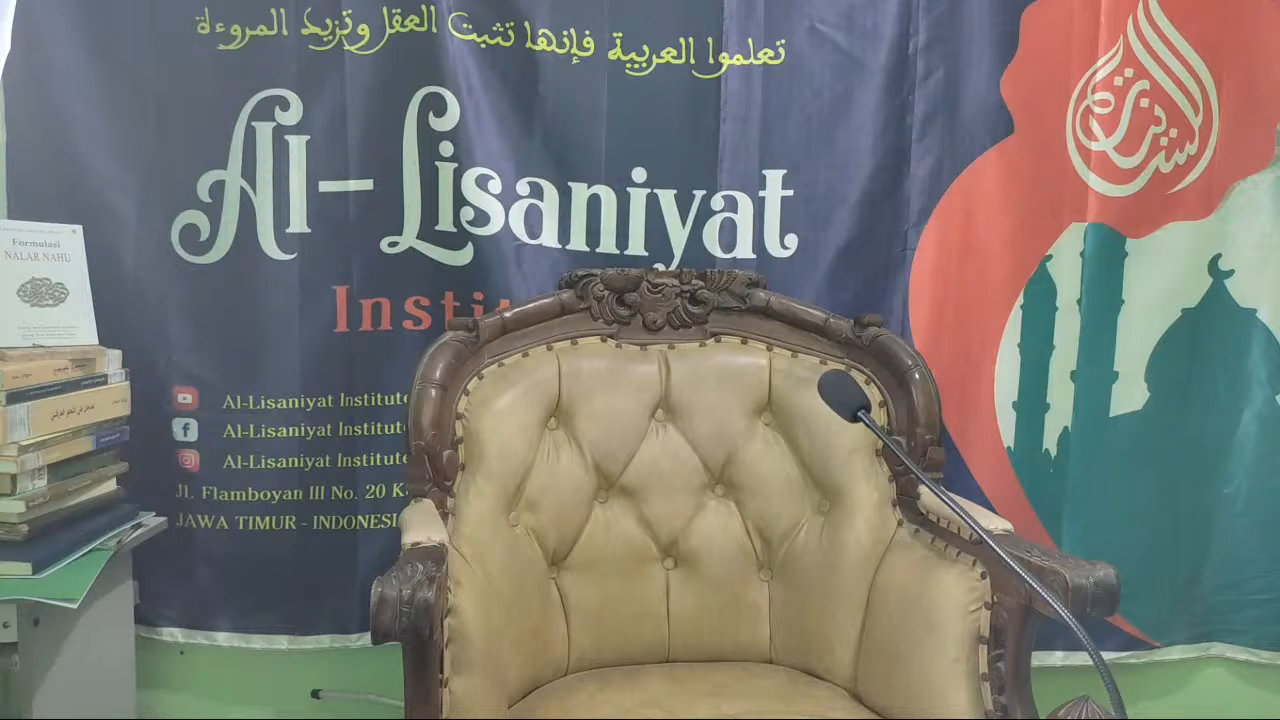 تعلموا العربية فإنها تثبت العقل وتزيد المروءة
Al-Lisaniyat
Instit
Al-Lisaniyat Institute
Al-Lisaniyat Institute
Al-Lisaniyat Institute
Jl. Flamboyan III No. 20 K
JAWA TIMUR - INDONESI
Formulasi
NALAR NAHU